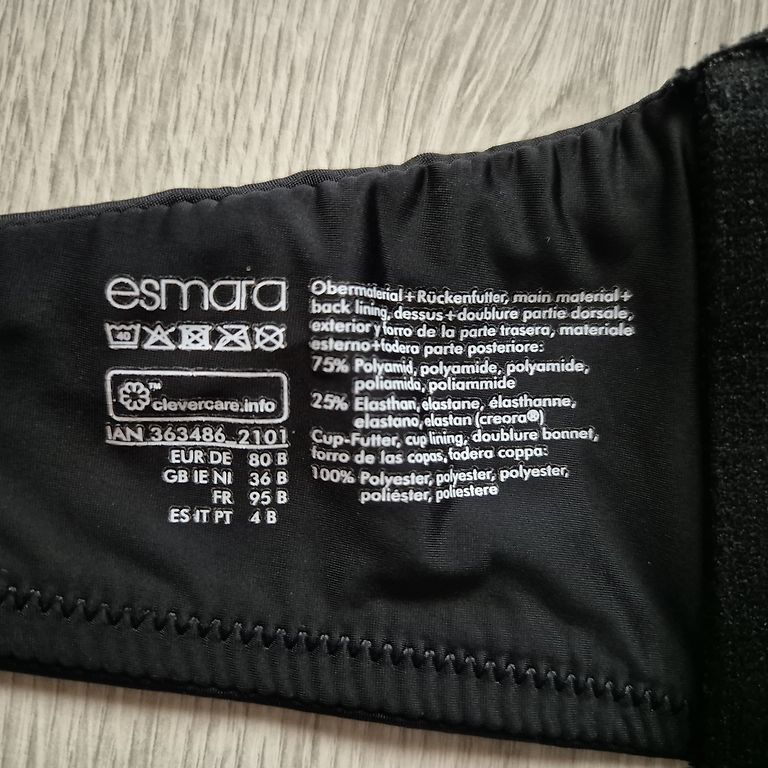 esmara
40
™
clevercare.info
IAN 363486_2101
EUR DE 80 B
GB IE NI 36 B
FR 95 B
ES IT PT 4 B
Obermaterial+Rückenfutter, main material+
back lining, dessus+doublure partie dorsale,
exterior y forro de la parte trasera, materiale
esterno+fodera parte posteriore:
75% Polyamid, polyamide, polyamide,
poliamida, poliammide
25% Elasthan, elastane, élasthanne,
elastano, elastan (creora®)
Cup-Futter, cup lining, doublure bonnet,
forro de las copas, fodera coppa:
100% Polyester, polyester, polyester,
poliéster, poliestere